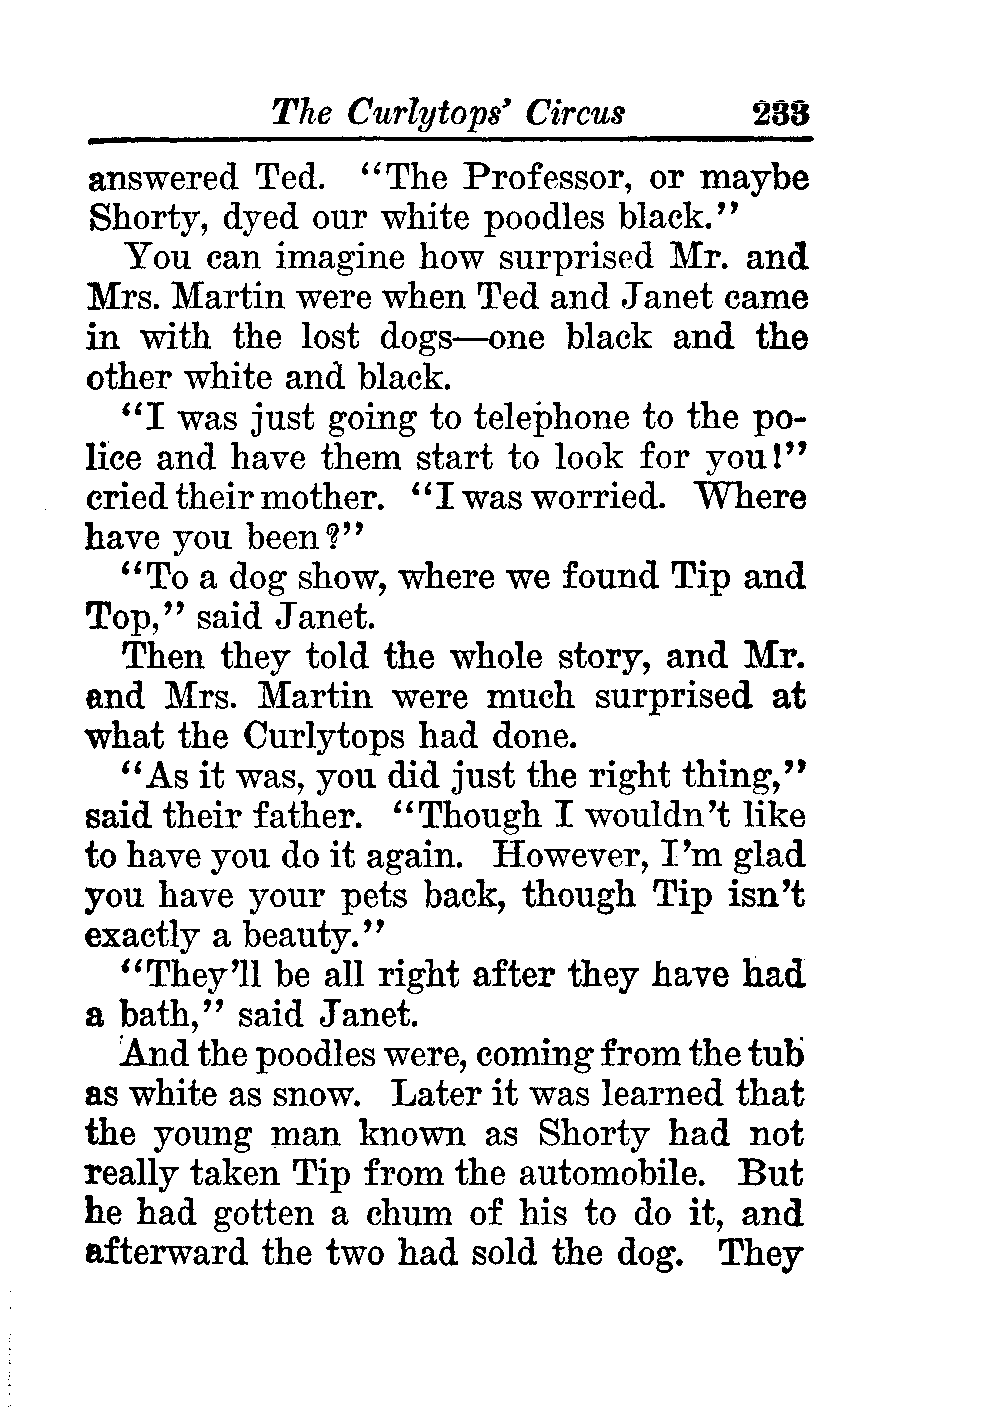 The Curlytops' Circus 233
answered Ted. "The Professor, or maybe
Shorty, dyed our white poodles black."
You can imagine how surprised Mr. and
Mrs. Martin were when Ted and Janet came
in with the lost dogs—one black and the
other white and black.
"I was just going to telephone to the po-
lice and have them start to look for you!"
cried their mother. "I was worried. Where
have you been?"
"To a dog show, where we found Tip and
Top," said Janet.
Then they told the whole story, and Mr.
and Mrs. Martin were much surprised at
what the Curlytops had done.
"As it was, you did just the right thing,"
said their father. "Though I wouldn't like
to have you do it again. However, I'm glad
you have your pets back, though Tip isn't
exactly a beauty."
"They'll be all right after they have had
a bath," said Janet.
And the poodles were, coming from the tub
as white as snow. Later it was learned that
the young man known as Shorty had not
really taken Tip from the automobile. But
he had gotten a chum of his to do it, and
afterward the two had sold the dog. They